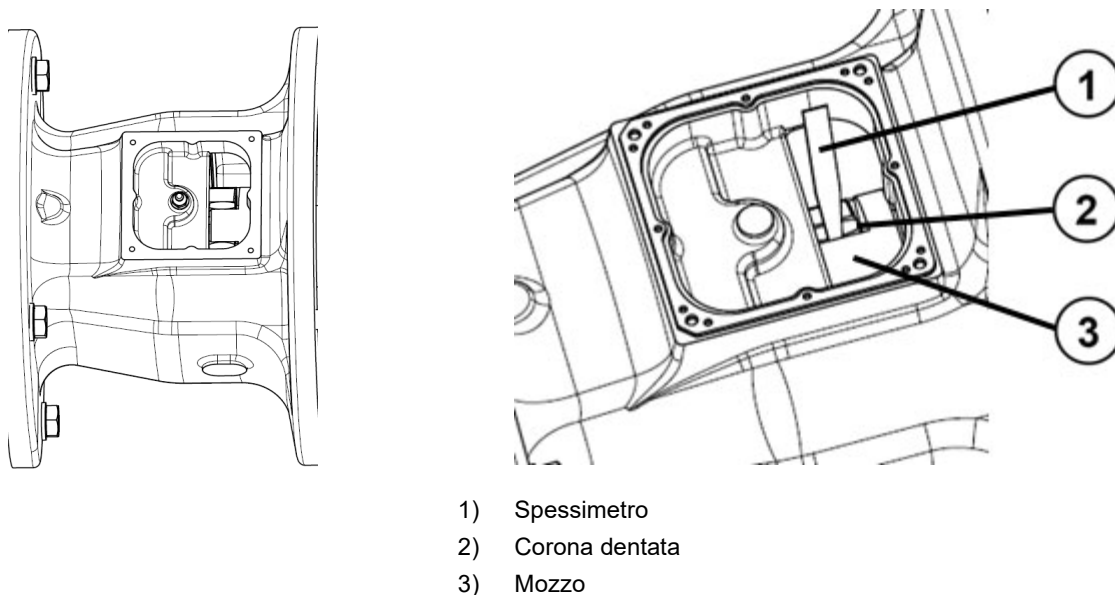 1
2
3
1) Spessimetro
2) Corona dentata
3) Mozzo